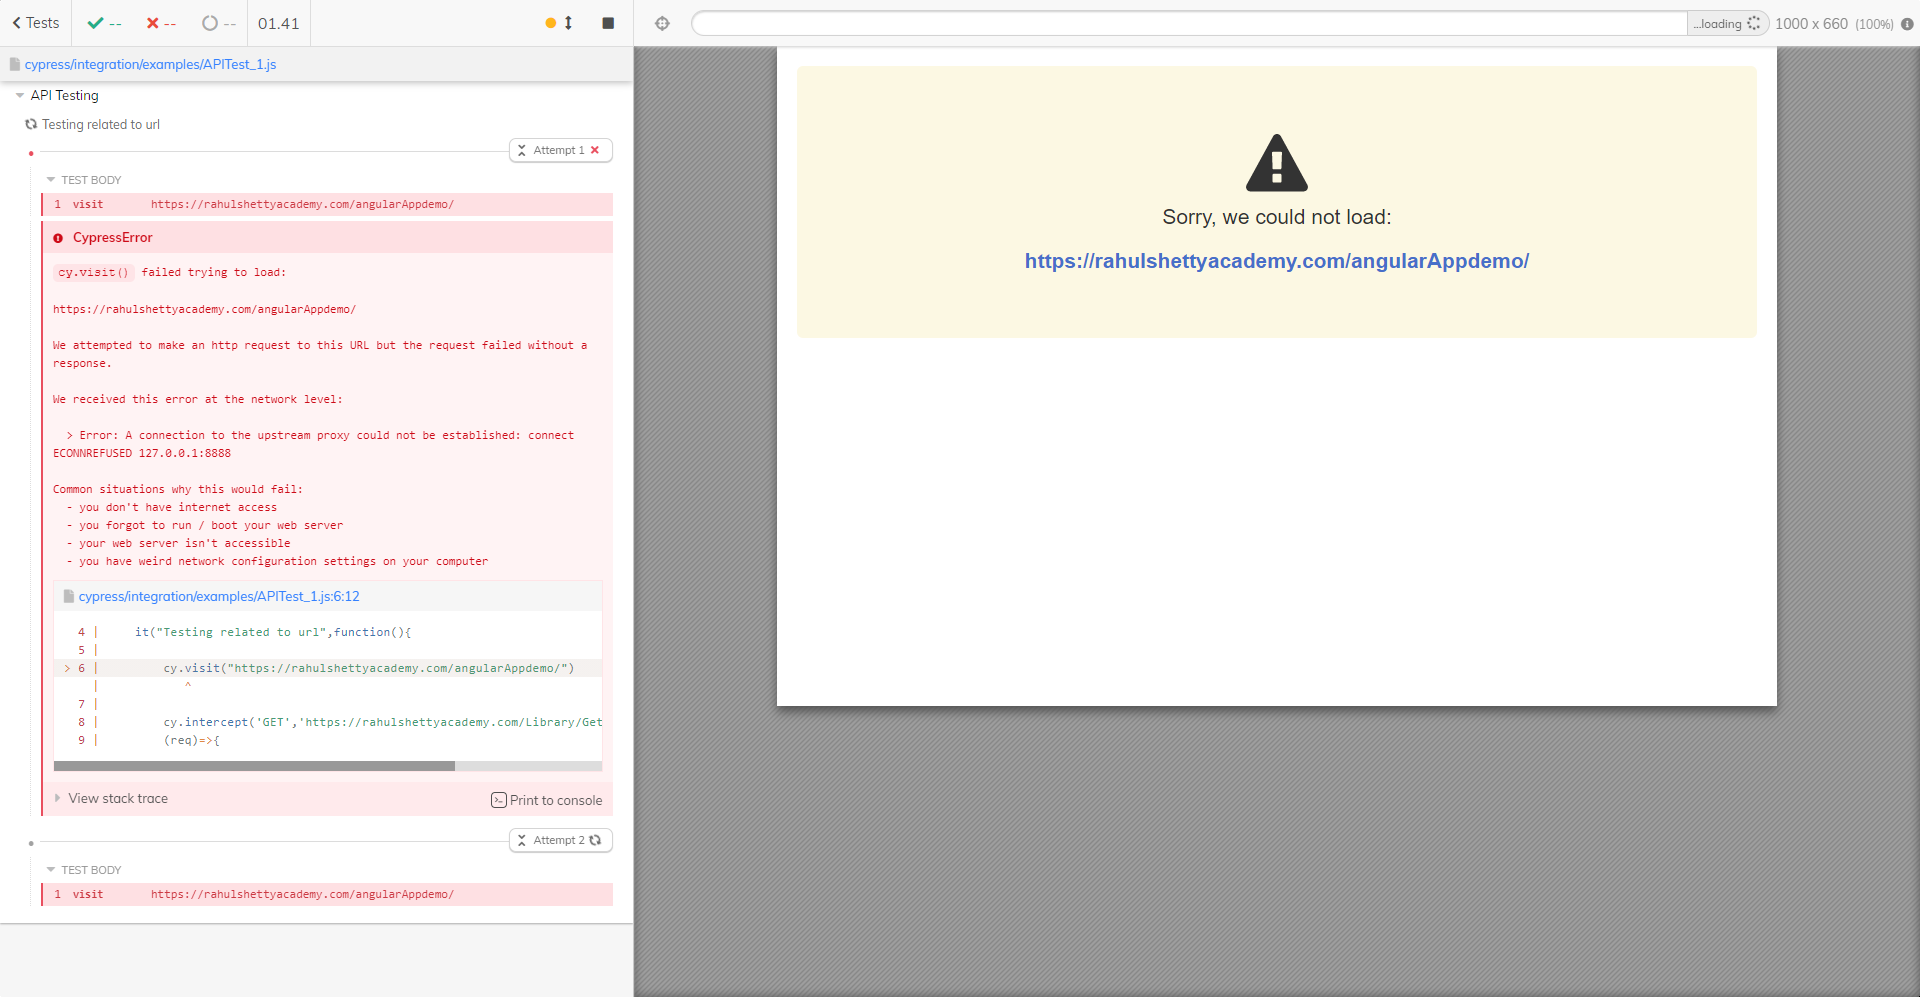 Tests
--
--
--
01.41
...loading
1000 x 660 (100%)
cypress/integration/examples/APITest_1.js
API Testing
Testing related to url
Attempt 1
TEST BODY
1 visit https://rahulshettyacademy.com/angularAppdemo/
CypressError
cy.visit() failed trying to load:
https://rahulshettyacademy.com/angularAppdemo/
We attempted to make an http request to this URL but the request failed without a
response.
We received this error at the network level:
> Error: A connection to the upstream proxy could not be established: connect
ECONNREFUSED 127.0.0.1:8888
Common situations why this would fail:
- you don't have internet access
- you forgot to run / boot your web server
- your web server isn't accessible
- you have weird network configuration settings on your computer
cypress/integration/examples/APITest_1.js:6:12
4 | it("Testing related to url",function(){
5 |
> 6 | cy.visit("https://rahulshettyacademy.com/angularAppdemo/")
| ^
7 |
8 | cy.intercept('GET','https://rahulshettyacademy.com/Library/Get
9 | (req)=>{
View stack trace
Print to console
Attempt 2
TEST BODY
1 visit https://rahulshettyacademy.com/angularAppdemo/
Sorry, we could not load:
https://rahulshettyacademy.com/angularAppdemo/